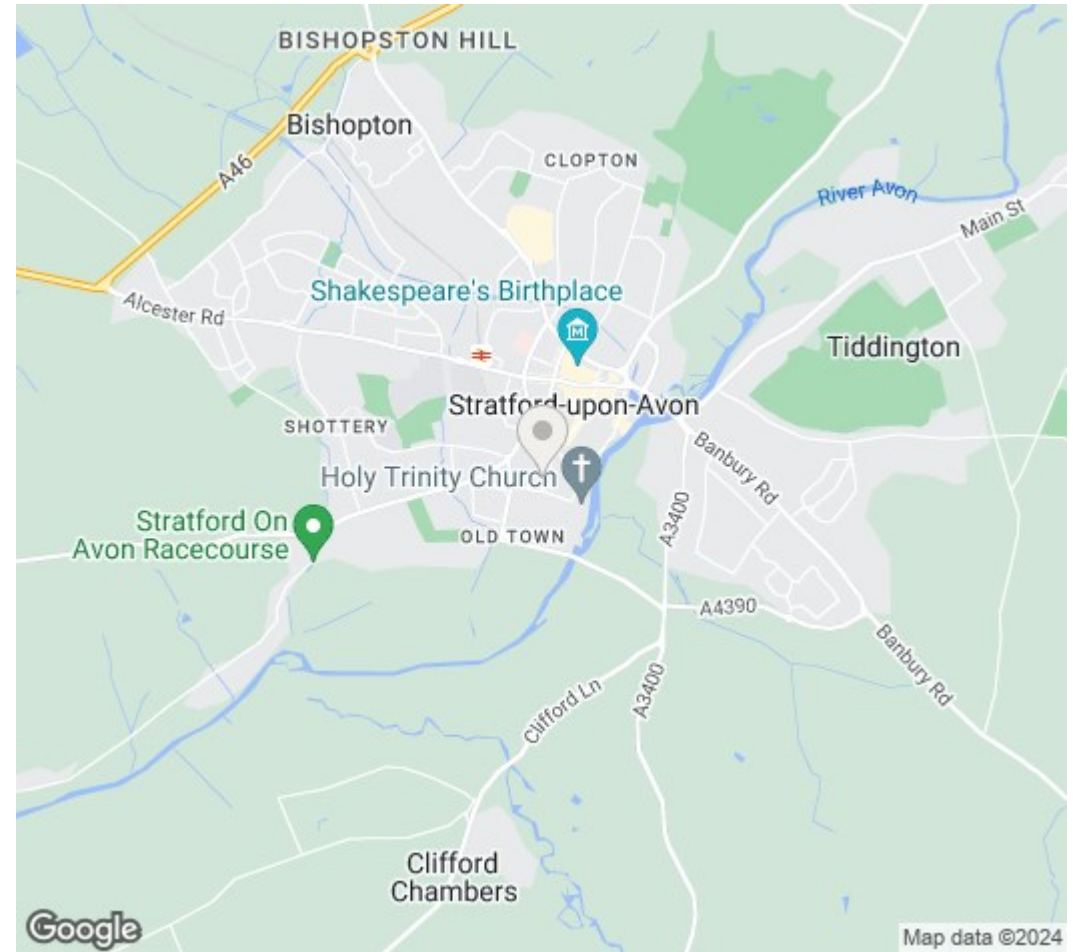 BISHOPSTON HILL
Bishopton
CLOPTON
A46
River Avon
Main St
Shakespeare's Birthplace
Alcester Rd
Tiddington
Stratford-upon-Avon
SHOTTERY
Banbury Rd
Holy Trinity Church
A3400
Stratford On
Avon Racecourse
OLD TOWN
A4390
Banbury Rd
Clifford Ln
A3400
Clifford
Chambers
Google
Map data ©2024